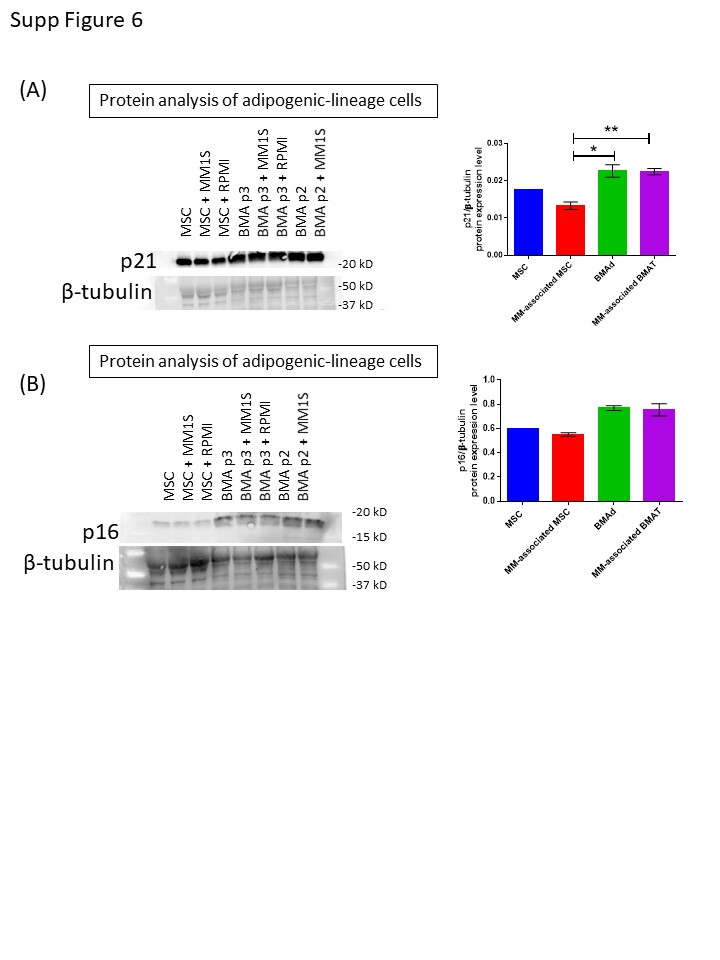 Supp Figure 6
(A)
Protein analysis of adipogenic-lineage cells
MSC
MSC + MM1S
MSC + RPMI
BMA p3
BMA p3 + MM1S
BMA p3 + RPMI
BMA p2
BMA p2 + MM1S
p21
β-tubulin
-20 kD
-50 kD
-37 kD
p21/β-tubulin
protein expression level
0.03
0.02
0.01
0.00
*
**
MSC
MM-associated MSC
BMAd
MM-associated BMAT
(B)
Protein analysis of adipogenic-lineage cells
MSC
MSC + MM1S
MSC + RPMI
BMA p3
BMA p3 + MM1S
BMA p3 + RPMI
BMA p2
BMA p2 + MM1S
p16
β-tubulin
-20 kD
-15 kD
-50 kD
-37 kD
p16/β-tubulin
protein expression level
1.0
0.8
0.6
0.4
0.2
0.0
MSC
MM-associated MSC
BMAd
MM-associated BMAT